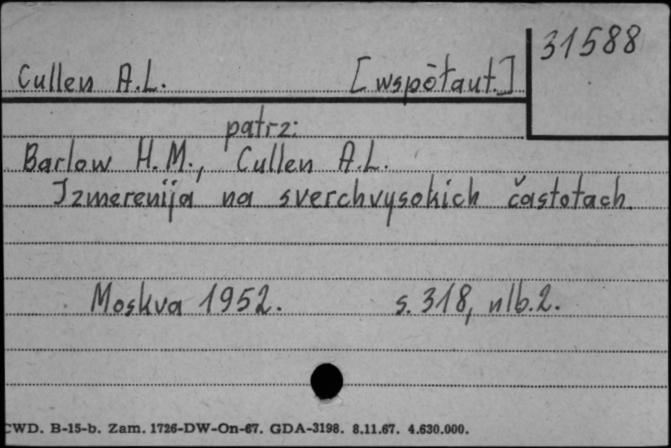 31588
Cullen A.L. [współaut.]
patrz:
Barlow H.M., Cullen A.L.
Izmerenija na sverchvysokich častotach.
Moskva 1952. s. 318, nlb. 2.
CWD. B-15-b. Zam. 1726-DW-On-67. GDA-3198. 8.11.67. 4.630.000.